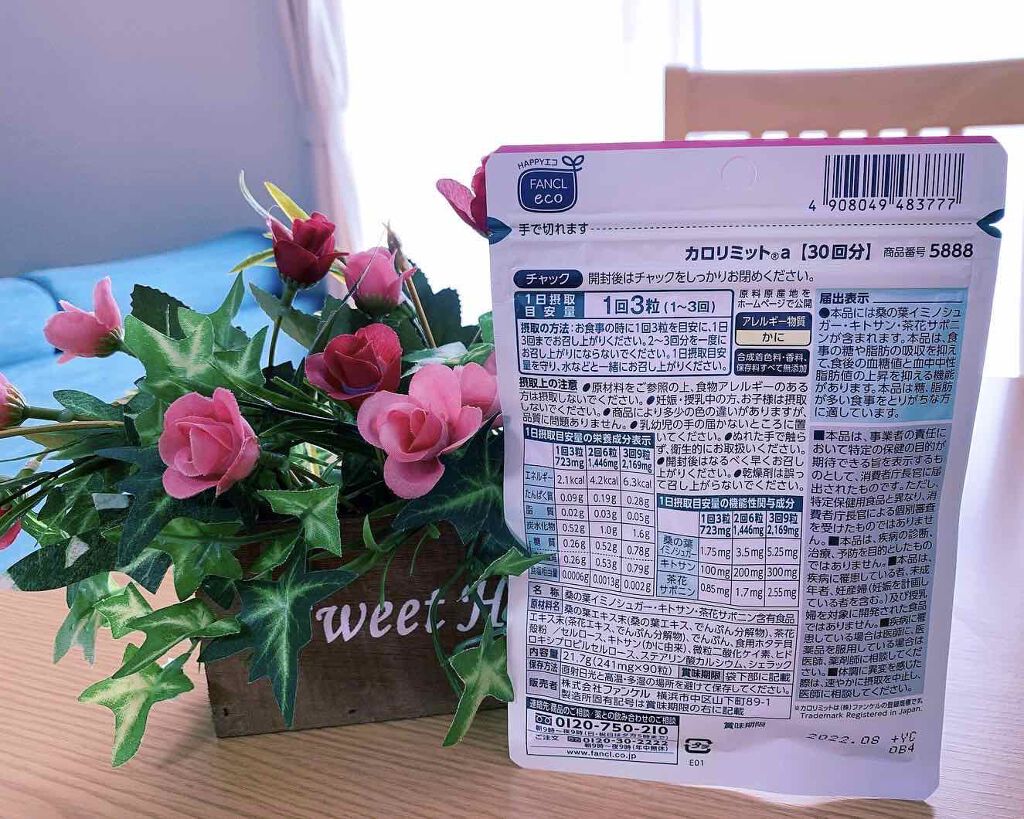 HAPPYエコ
FANCL
eco
4 908049 483777
手で切れます
カロリミット®a【30回分】 商品番号 5888
チャック 開封後はチャックをしっかりお閉めください。
1日摂取
目安量
1回3粒(1〜3回)
摂取の方法:お食事の時に1回3粒を目安に、1日
3回までお召し上がりください。2〜3回分を一度に
お召し上がりにならないでください。1日摂取目安
量を守り、水などと一緒にお召し上がりください。
原料原産地を
ホームページで公開
アレルギー物質
かに
合成着色料・香料、
保存料すべて無添加
届出表示
●本品には桑の葉イミノシュ
ガー・キトサン・茶花サポニン
が含まれます。本品は、食
事の糖や脂肪の吸収を抑え
て、食後の血糖値と血中中性
脂肪値の上昇を抑える機能
があります。本品は糖、脂肪
が多い食事をとりがちな方
に適しています。
摂取上の注意 ●原材料をご参照の上、食物アレルギーのある
方は摂取しないでください。●妊娠・授乳中の方、お子様は摂取
しないでください。●商品により多少の色の違いがありますが、
品質に問題ありません。●乳幼児の手の届かないところに置
いてください。●ぬれた手で触ら
ず、衛生的にお取扱いください。
●開封後はなるべく早くお召し
上がりください。●乾燥剤は誤っ
て召し上がらないでください。
1日摂取目安量の栄養成分表示
1回3粒 2回6粒 3回9粒
723mg 1,446mg 2,169mg
エネルギー 2.1kcal 4.2kcal 6.3kcal
たんぱく質 0.09g 0.19g 0.28g
脂質 0.02g 0.03g 0.05g
炭水化物 0.52g 1.0g 1.6g
糖質 0.26g 0.52g 0.78g
0.26g 0.53g 0.79g
食塩相当量 0.0006g 0.0013g 0.002g
1日摂取目安量の機能性関与成分
1回3粒 2回6粒 3回9粒
723mg 1,446mg 2,169mg
桑の葉
イミノシュガー 1.75mg 3.5mg 5.25mg
キトサン 100mg 200mg 300mg
茶花
サポニン 0.85mg 1.7mg 2.55mg
■本品は、事業者の責任に
おいて特定の保健の目的が
期待できる旨を表示するも
のとして、消費者庁長官に届
出されたものです。ただし、
特定保健用食品と異なり、消
費者庁長官による個別審査
を受けたものではありませ
ん。■本品は、疾病の診断、
治療、予防を目的としたもの
ではありません。■本品は、
疾病に罹患している者、未成
年者、妊産婦(妊娠を計画し
ている者を含む。)及び授乳
婦を対象に開発された食品
ではありません。■疾病に罹
患している場合は医師に、医
薬品を服用している場合は
医師、薬剤師に相談してくだ
さい。■体調に異変を感じた
際は、速やかに摂取を中止し、
医師に相談してください。
名称 桑の葉イミノシュガー・キトサン・茶花サポニン含有食品
原材料名 桑の葉エキス末(桑の葉エキス、でんぷん分解物)、茶花
エキス末(茶花エキス、でんぷん分解物)、でんぷん、食用ホタテ貝
殻粉/セルロース、キトサン(かに由来)、微粒二酸化ケイ素、ヒド
ロキシプロピルセルロース、ステアリン酸カルシウム、シェラック
内容量 21.7g(241mg×90粒) 賞味期限 袋下部に記載
保存方法 直射日光と高温・多湿の場所を避けて保存してください。
販売者 株式会社ファンケル 横浜市中区山下町89-1
製造所固有記号は賞味期限の右に記載
連絡先:商品のご相談・薬との飲み合わせのご相談
0120-750-210
ご注文 0120-30-2222
朝9時〜夜9時(年中無休)
www.fancl.co.jp
E01
※カロリミットは(株)ファンケルの登録商標です。
Trademark Registered in Japan.
賞味期限
2022.08 +YC
0B4
Sweet H